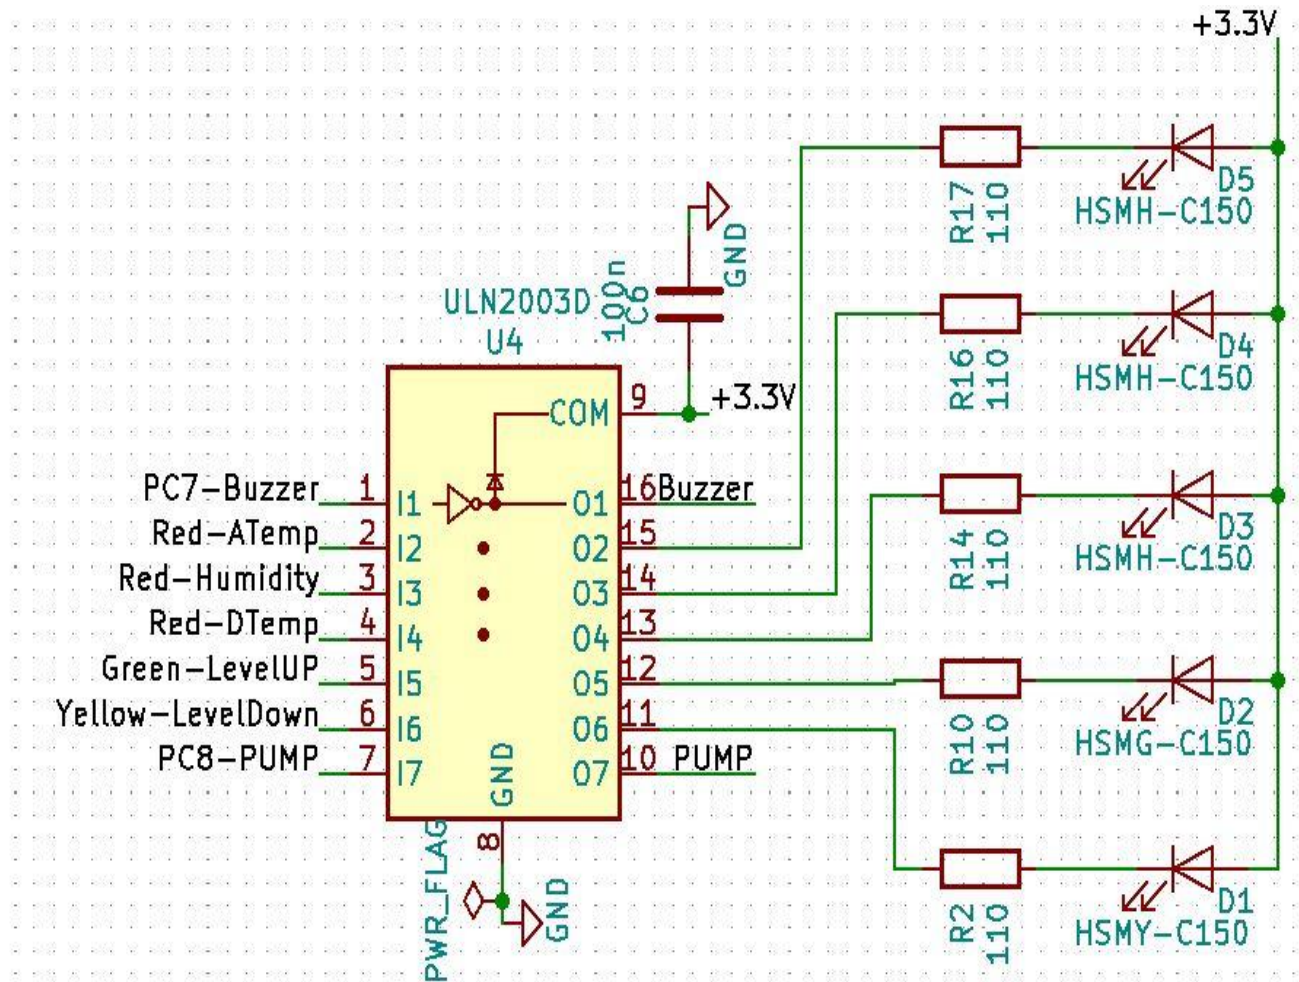 +3.3V
D5
HSMH-C150
R17
110
GND
100n
C6
ULN2003D
U4
D4
HSMH-C150
R16
110
9
+3.3V
COM
PC7-Buzzer 1 I1 O1 16 Buzzer
Red-ATemp 2 I2 O2 15
Red-Humidity 3 I3 O3 14
Red-DTemp 4 I4 O4 13
Green-LevelUP 5 I5 O5 12
Yellow-LevelDown 6 I6 O6 11
PC8-PUMP 7 I7 O7 10 PUMP
GND
8
PWR_FLAG
GND
D3
HSMH-C150
R14
110
D2
HSMG-C150
R10
110
D1
HSMY-C150
R2
110